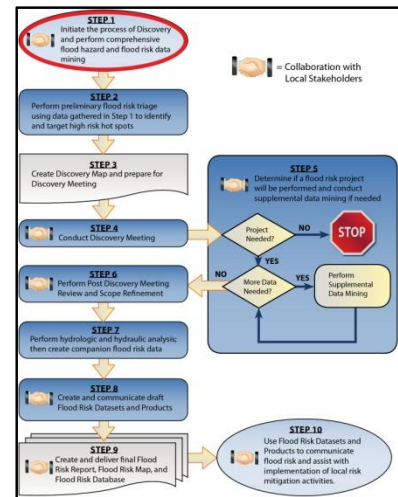 STEP 1
Initiate the process of Discovery
and perform comprehensive
flood hazard and flood risk data
mining
= Collaboration with
Local Stakeholders
STEP 2
Perform preliminary flood risk triage
using data gathered in Step 1 to identify
and target high risk hot spots
STEP 3
Create Discovery Map and prepare for
Discovery Meeting
STEP 4
Conduct Discovery Meeting
STEP 5
Determine if a flood risk project
will be performed and conduct
supplemental data mining if needed
Project
Needed?
NO
STOP
YES
More Data
Needed?
YES
Perform
Supplemental
Data Mining
NO
STEP 6
Perform Post Discovery Meeting
Review and Scope Refinement
STEP 7
Perform hydrologic and hydraulic analysis;
then create companion flood risk data
STEP 8
Create and communicate draft
Flood Risk Datasets and Products
STEP 9
Create and deliver final Flood
Risk Report, Flood Risk Map, and
Flood Risk Database
STEP 10
Use Flood Risk Datasets and
Products to communicate
flood risk and assist with
implementation of local risk
mitigation activities.